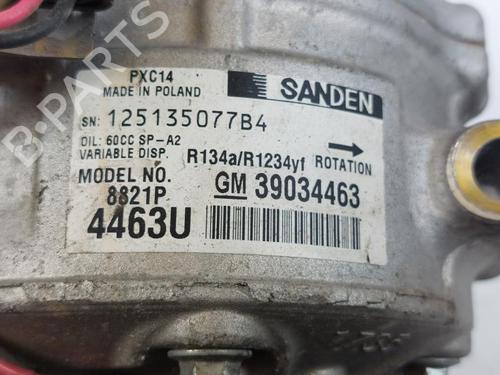 PXC14
MADE IN POLAND
SANDEN
SN: 125135077B4
OIL: 60CC SP-A2
VARIABLE DISP. R134a/R1234yf ROTATION
MODEL NO.
8821P
GM 39034463
4463U
B-PARTS